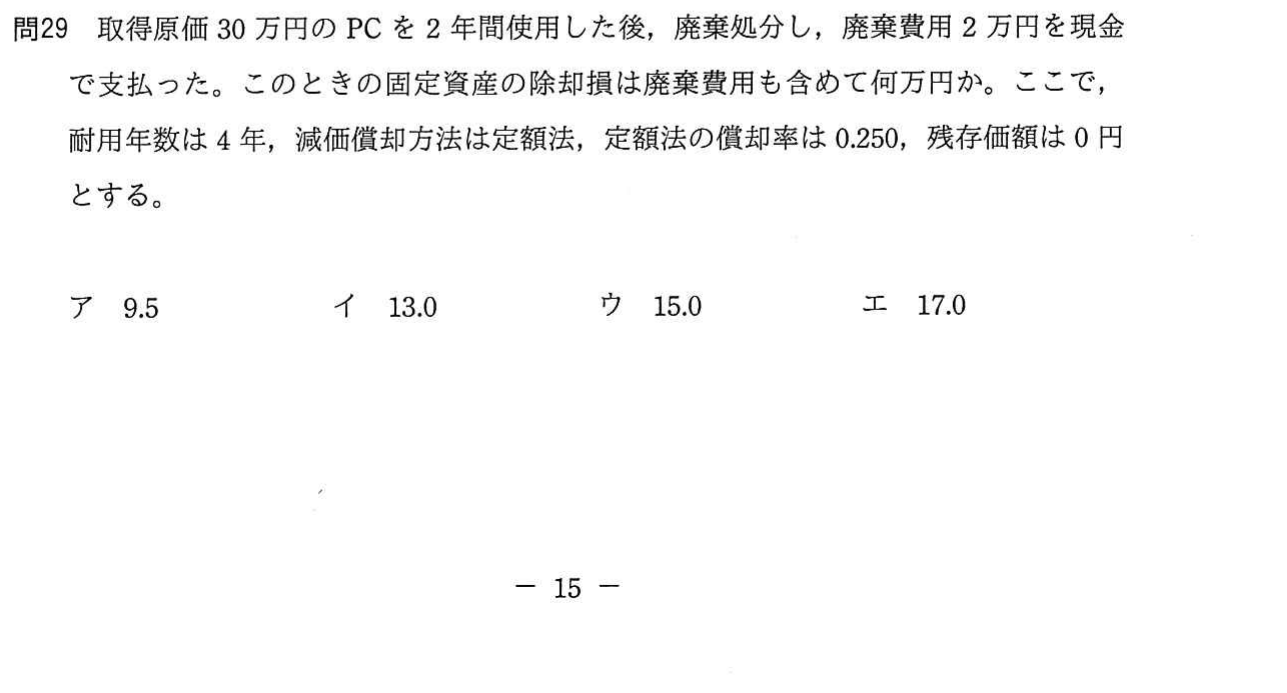 問29 取得原価 30 万円の PC を 2 年間使用した後，廃棄処分し，廃棄費用 2 万円を現金
で支払った。このときの固定資産の除却損は廃棄費用も含めて何万円か。ここで，
耐用年数は 4 年，減価償却方法は定額法，定額法の償却率は 0.250，残存価額は 0 円
とする。
ア 9.5 イ 13.0 ウ 15.0 エ 17.0
－ 15 －